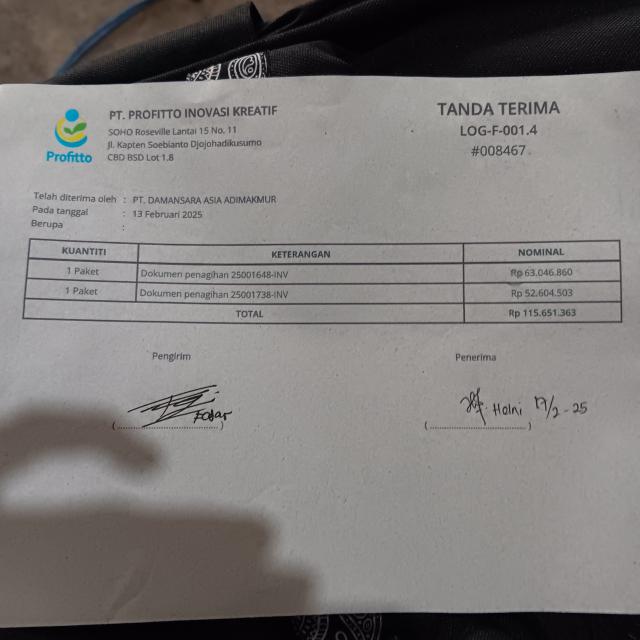 PT. PROFITTO INOVASI KREATIF
SOHO Roseville Lantai 15 No. 11
Jl. Kapten Soebianto Djojohadikusumo
CBD BSD Lot 1.8
Profitto
TANDA TERIMA
LOG-F-001.4
#008467
Telah diterima oleh : PT. DAMANSARA ASIA ADIMAKMUR
Pada tanggal : 13 Februari 2025
Berupa :
KUANTITI KETERANGAN NOMINAL
1 Paket Dokumen penagihan 25001648-INV Rp 63.046.860
1 Paket Dokumen penagihan 25001738-INV Rp 52.604.503
TOTAL Rp 115.651.363
Pengirim Penerima
17/2-25